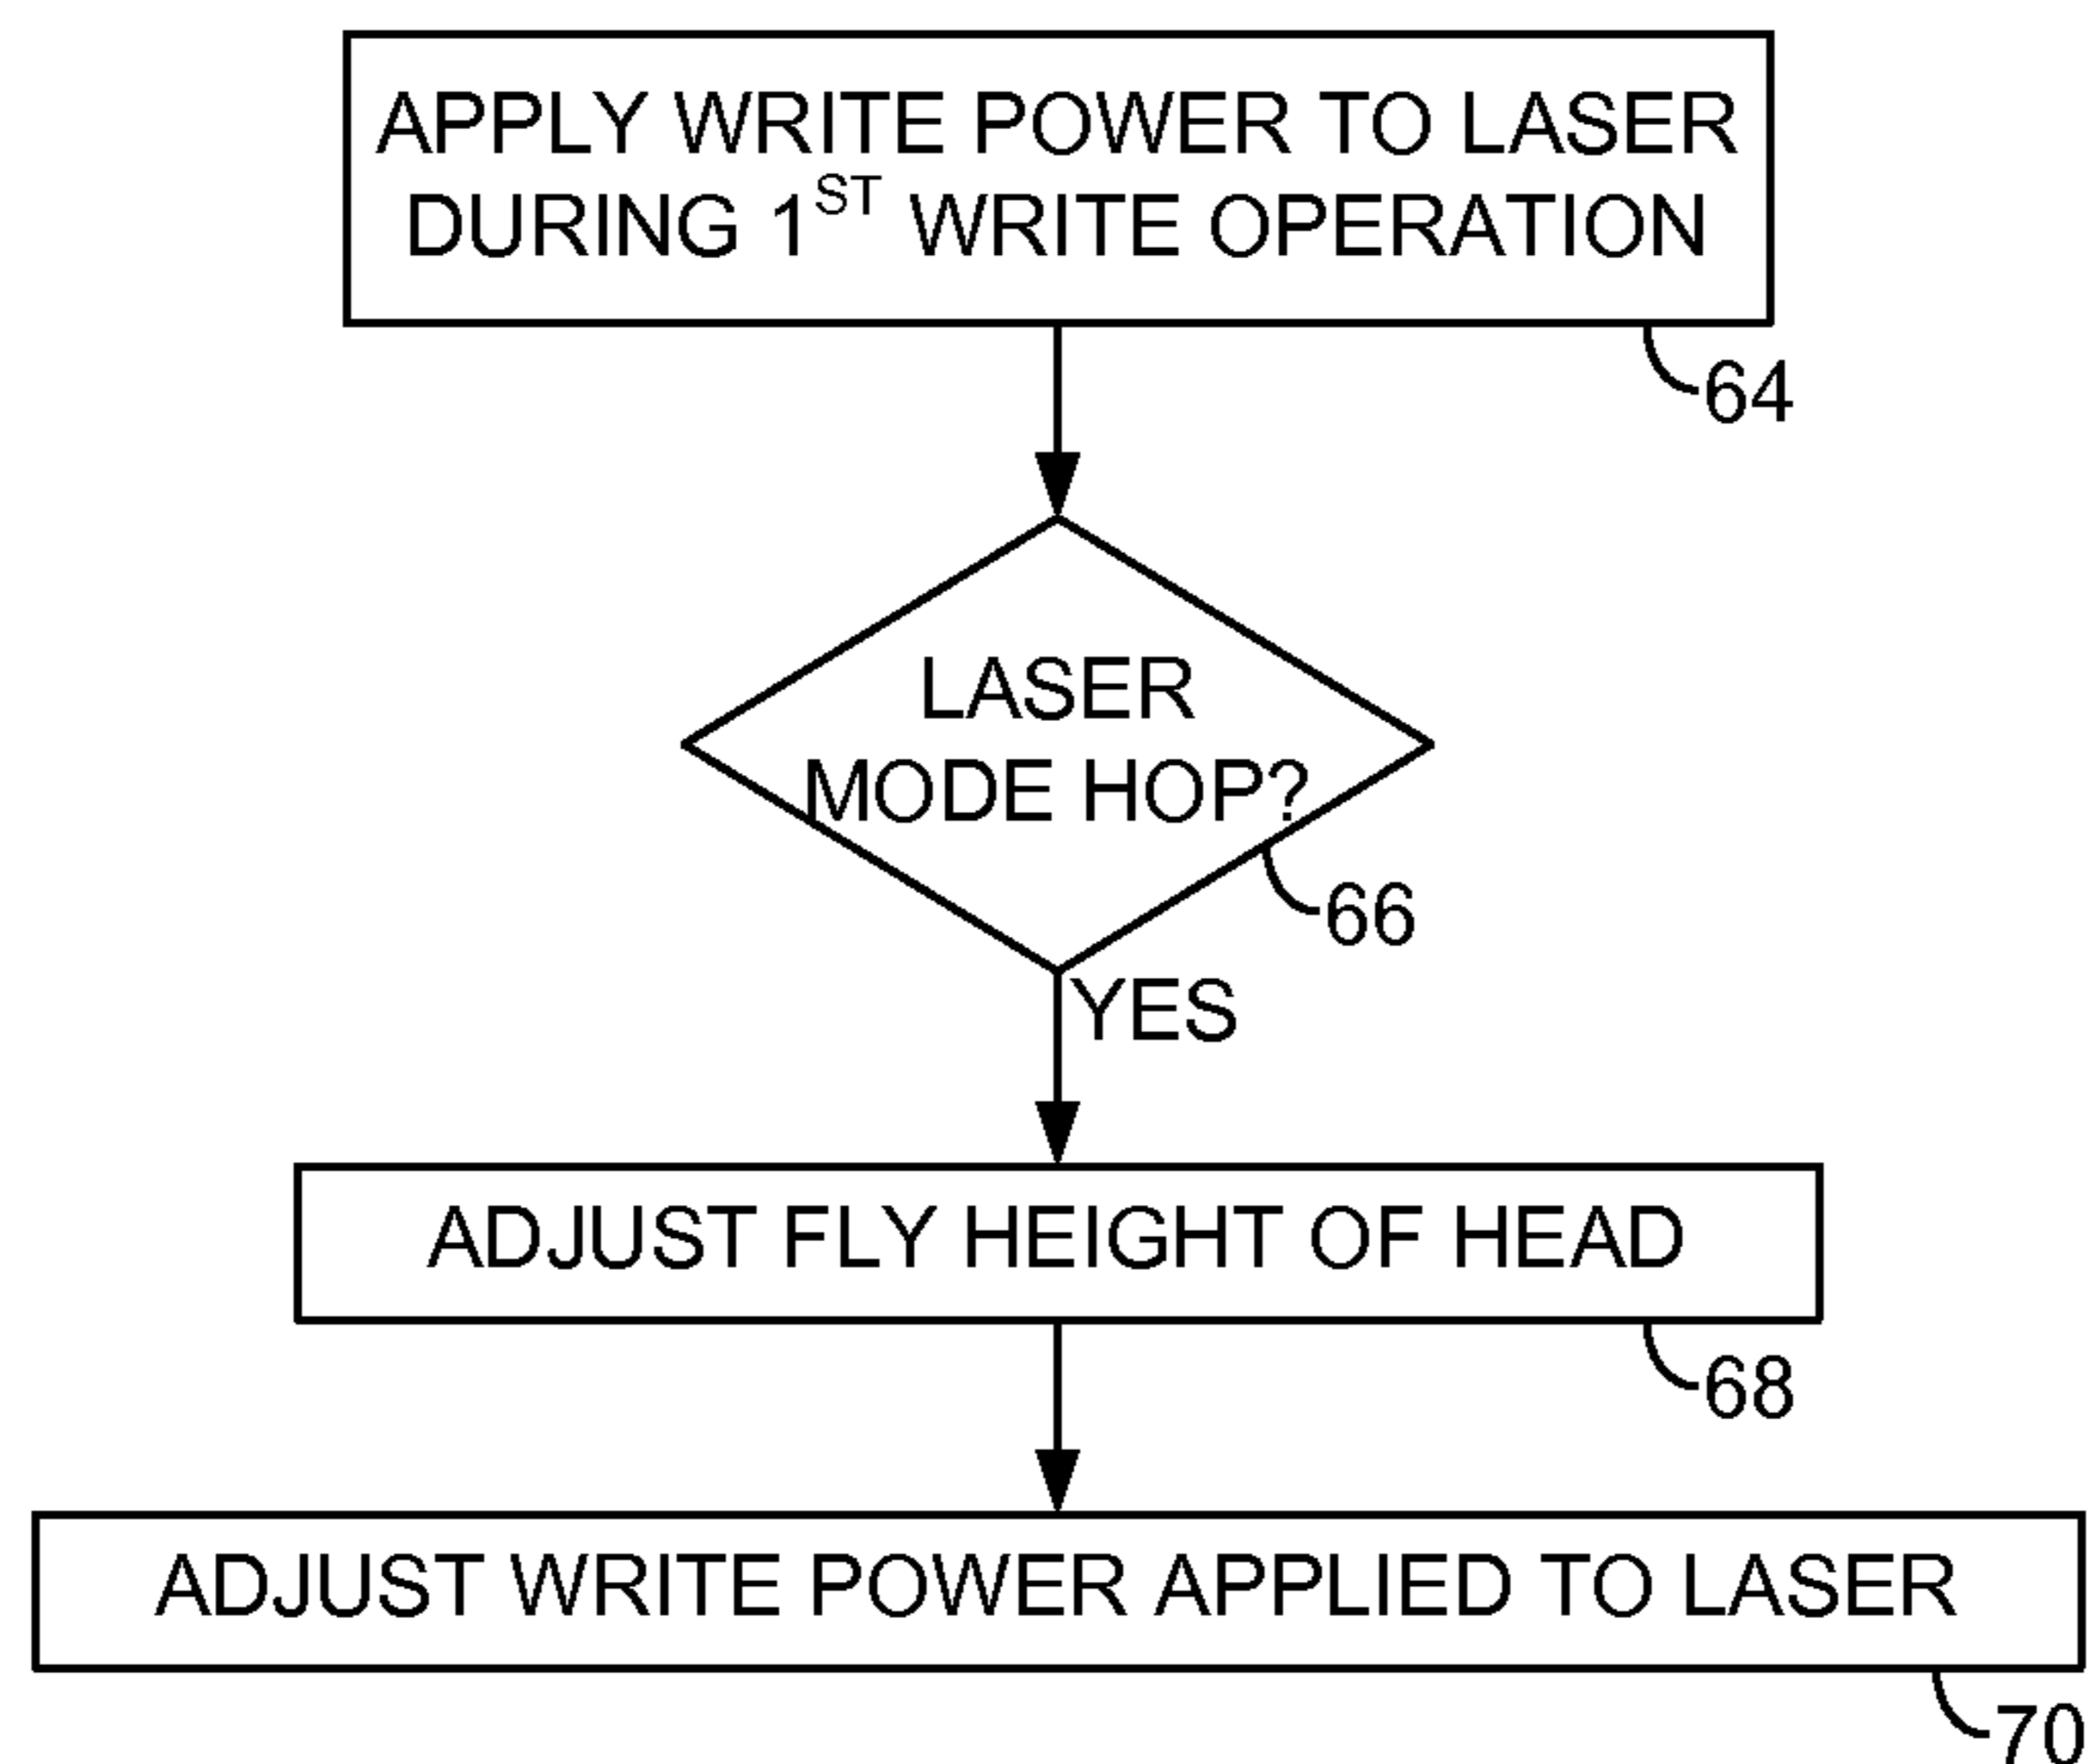 APPLY WRITE POWER TO LASER
DURING 1ST WRITE OPERATION
64
LASER
MODE HOP?
66
YES
ADJUST FLY HEIGHT OF HEAD
68
ADJUST WRITE POWER APPLIED TO LASER
70